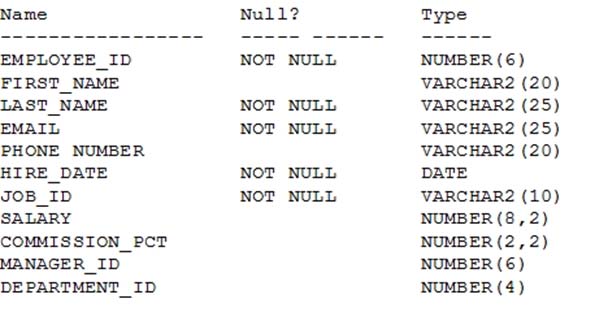 Name Null? Type
----------------- ----- ------ ------
EMPLOYEE_ID NOT NULL NUMBER(6)
FIRST_NAME VARCHAR2(20)
LAST_NAME NOT NULL VARCHAR2(25)
EMAIL NOT NULL VARCHAR2(25)
PHONE NUMBER VARCHAR2(20)
HIRE_DATE NOT NULL DATE
JOB_ID NOT NULL VARCHAR2(10)
SALARY NUMBER(8,2)
COMMISSION_PCT NUMBER(2,2)
MANAGER_ID NUMBER(6)
DEPARTMENT_ID NUMBER(4)